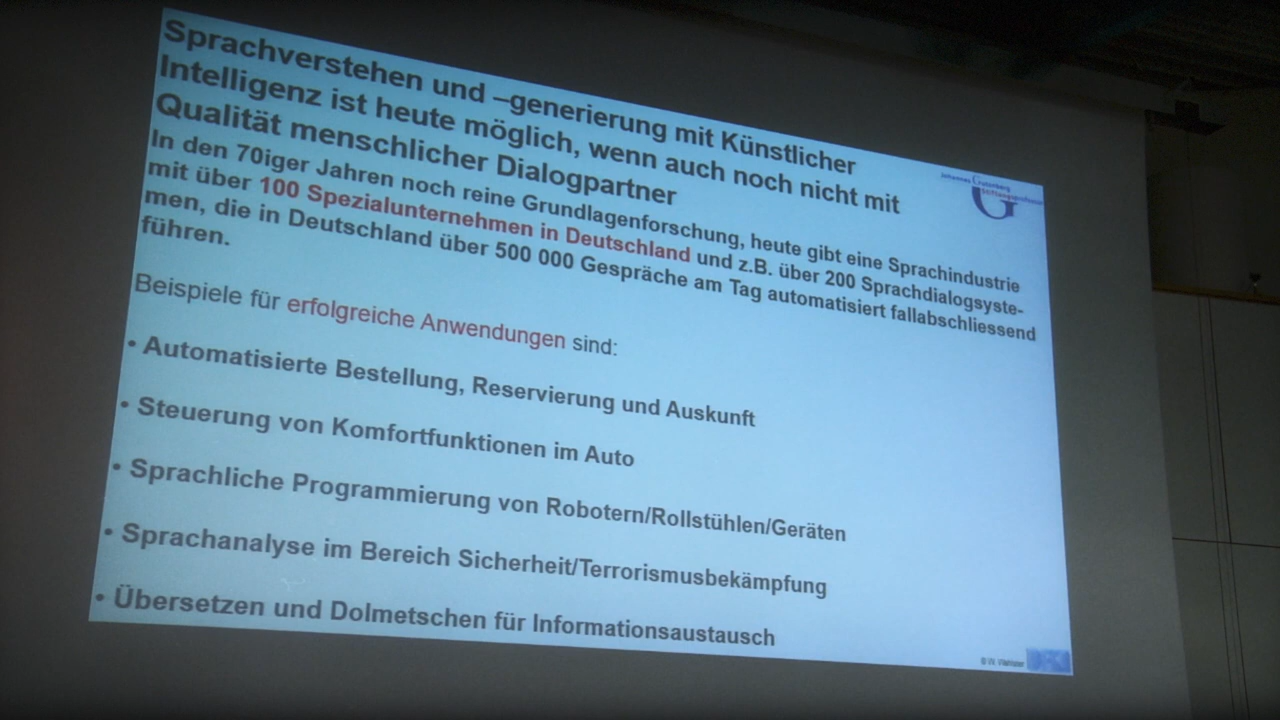 Sprachverstehen und –generierung mit Künstlicher
Intelligenz ist heute möglich, wenn auch noch nicht mit
Qualität menschlicher Dialogpartner
In den 70iger Jahren noch reine Grundlagenforschung, heute gibt eine Sprachindustrie
mit über 100 Spezialunternehmen in Deutschland und z.B. über 200 Sprachdialogsyste-
men, die in Deutschland über 500 000 Gespräche am Tag automatisiert fallabschliessend
führen.
Johannes Gutenberg
Stiftungsprofessur
Beispiele für erfolgreiche Anwendungen sind:
• Automatisierte Bestellung, Reservierung und Auskunft
• Steuerung von Komfortfunktionen im Auto
• Sprachliche Programmierung von Robotern/Rollstühlen/Geräten
• Sprachanalyse im Bereich Sicherheit/Terrorismusbekämpfung
• Übersetzen und Dolmetschen für Informationsaustausch